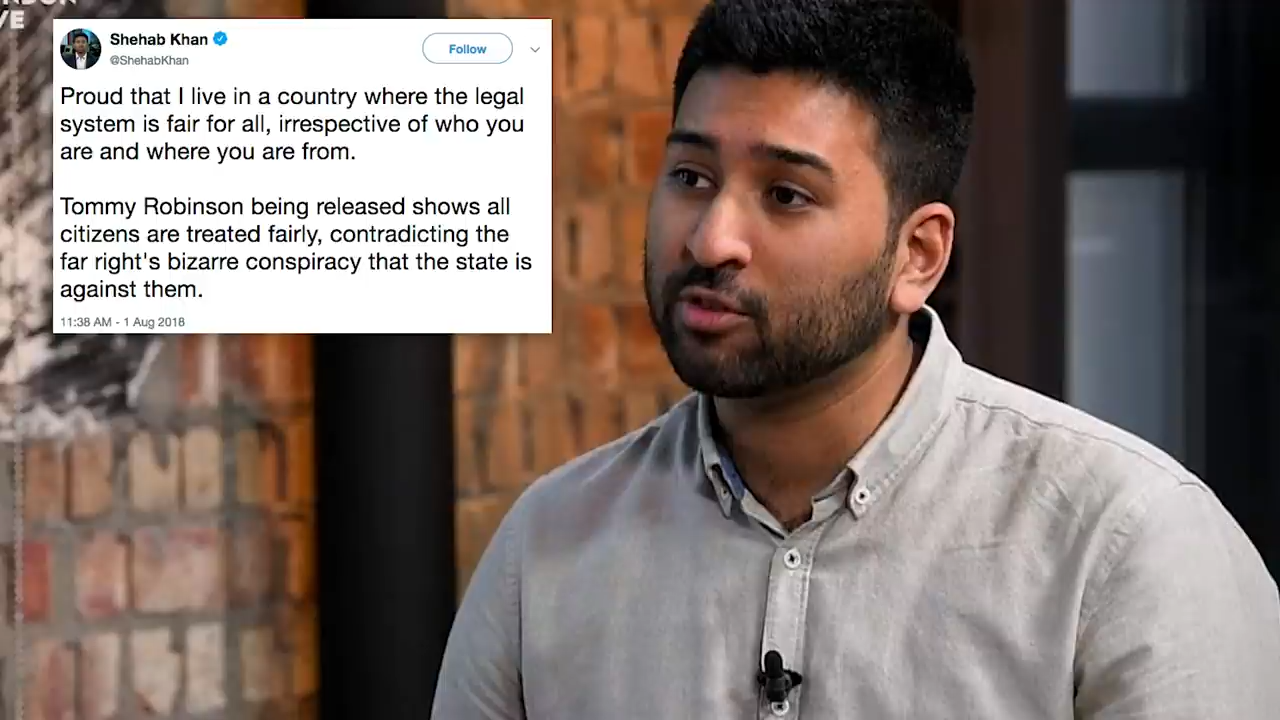 VE
Shehab Khan
@ShehabKhan
Follow
Proud that I live in a country where the legal
system is fair for all, irrespective of who you
are and where you are from.
Tommy Robinson being released shows all
citizens are treated fairly, contradicting the
far right's bizarre conspiracy that the state is
against them.
11:38 AM - 1 Aug 2018